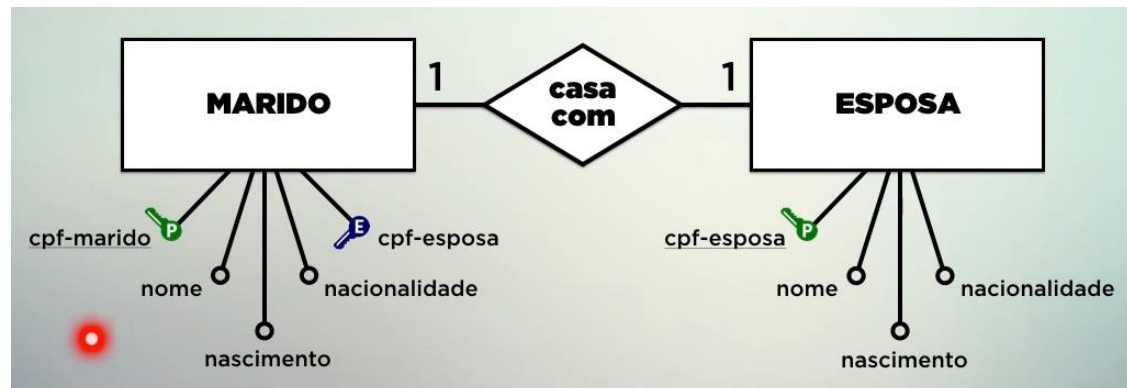 MARIDO
1
casa
com
1
ESPOSA
cpf-marido
P
E
cpf-esposa
nome
nacionalidade
nascimento
cpf-esposa
P
nome
nacionalidade
nascimento